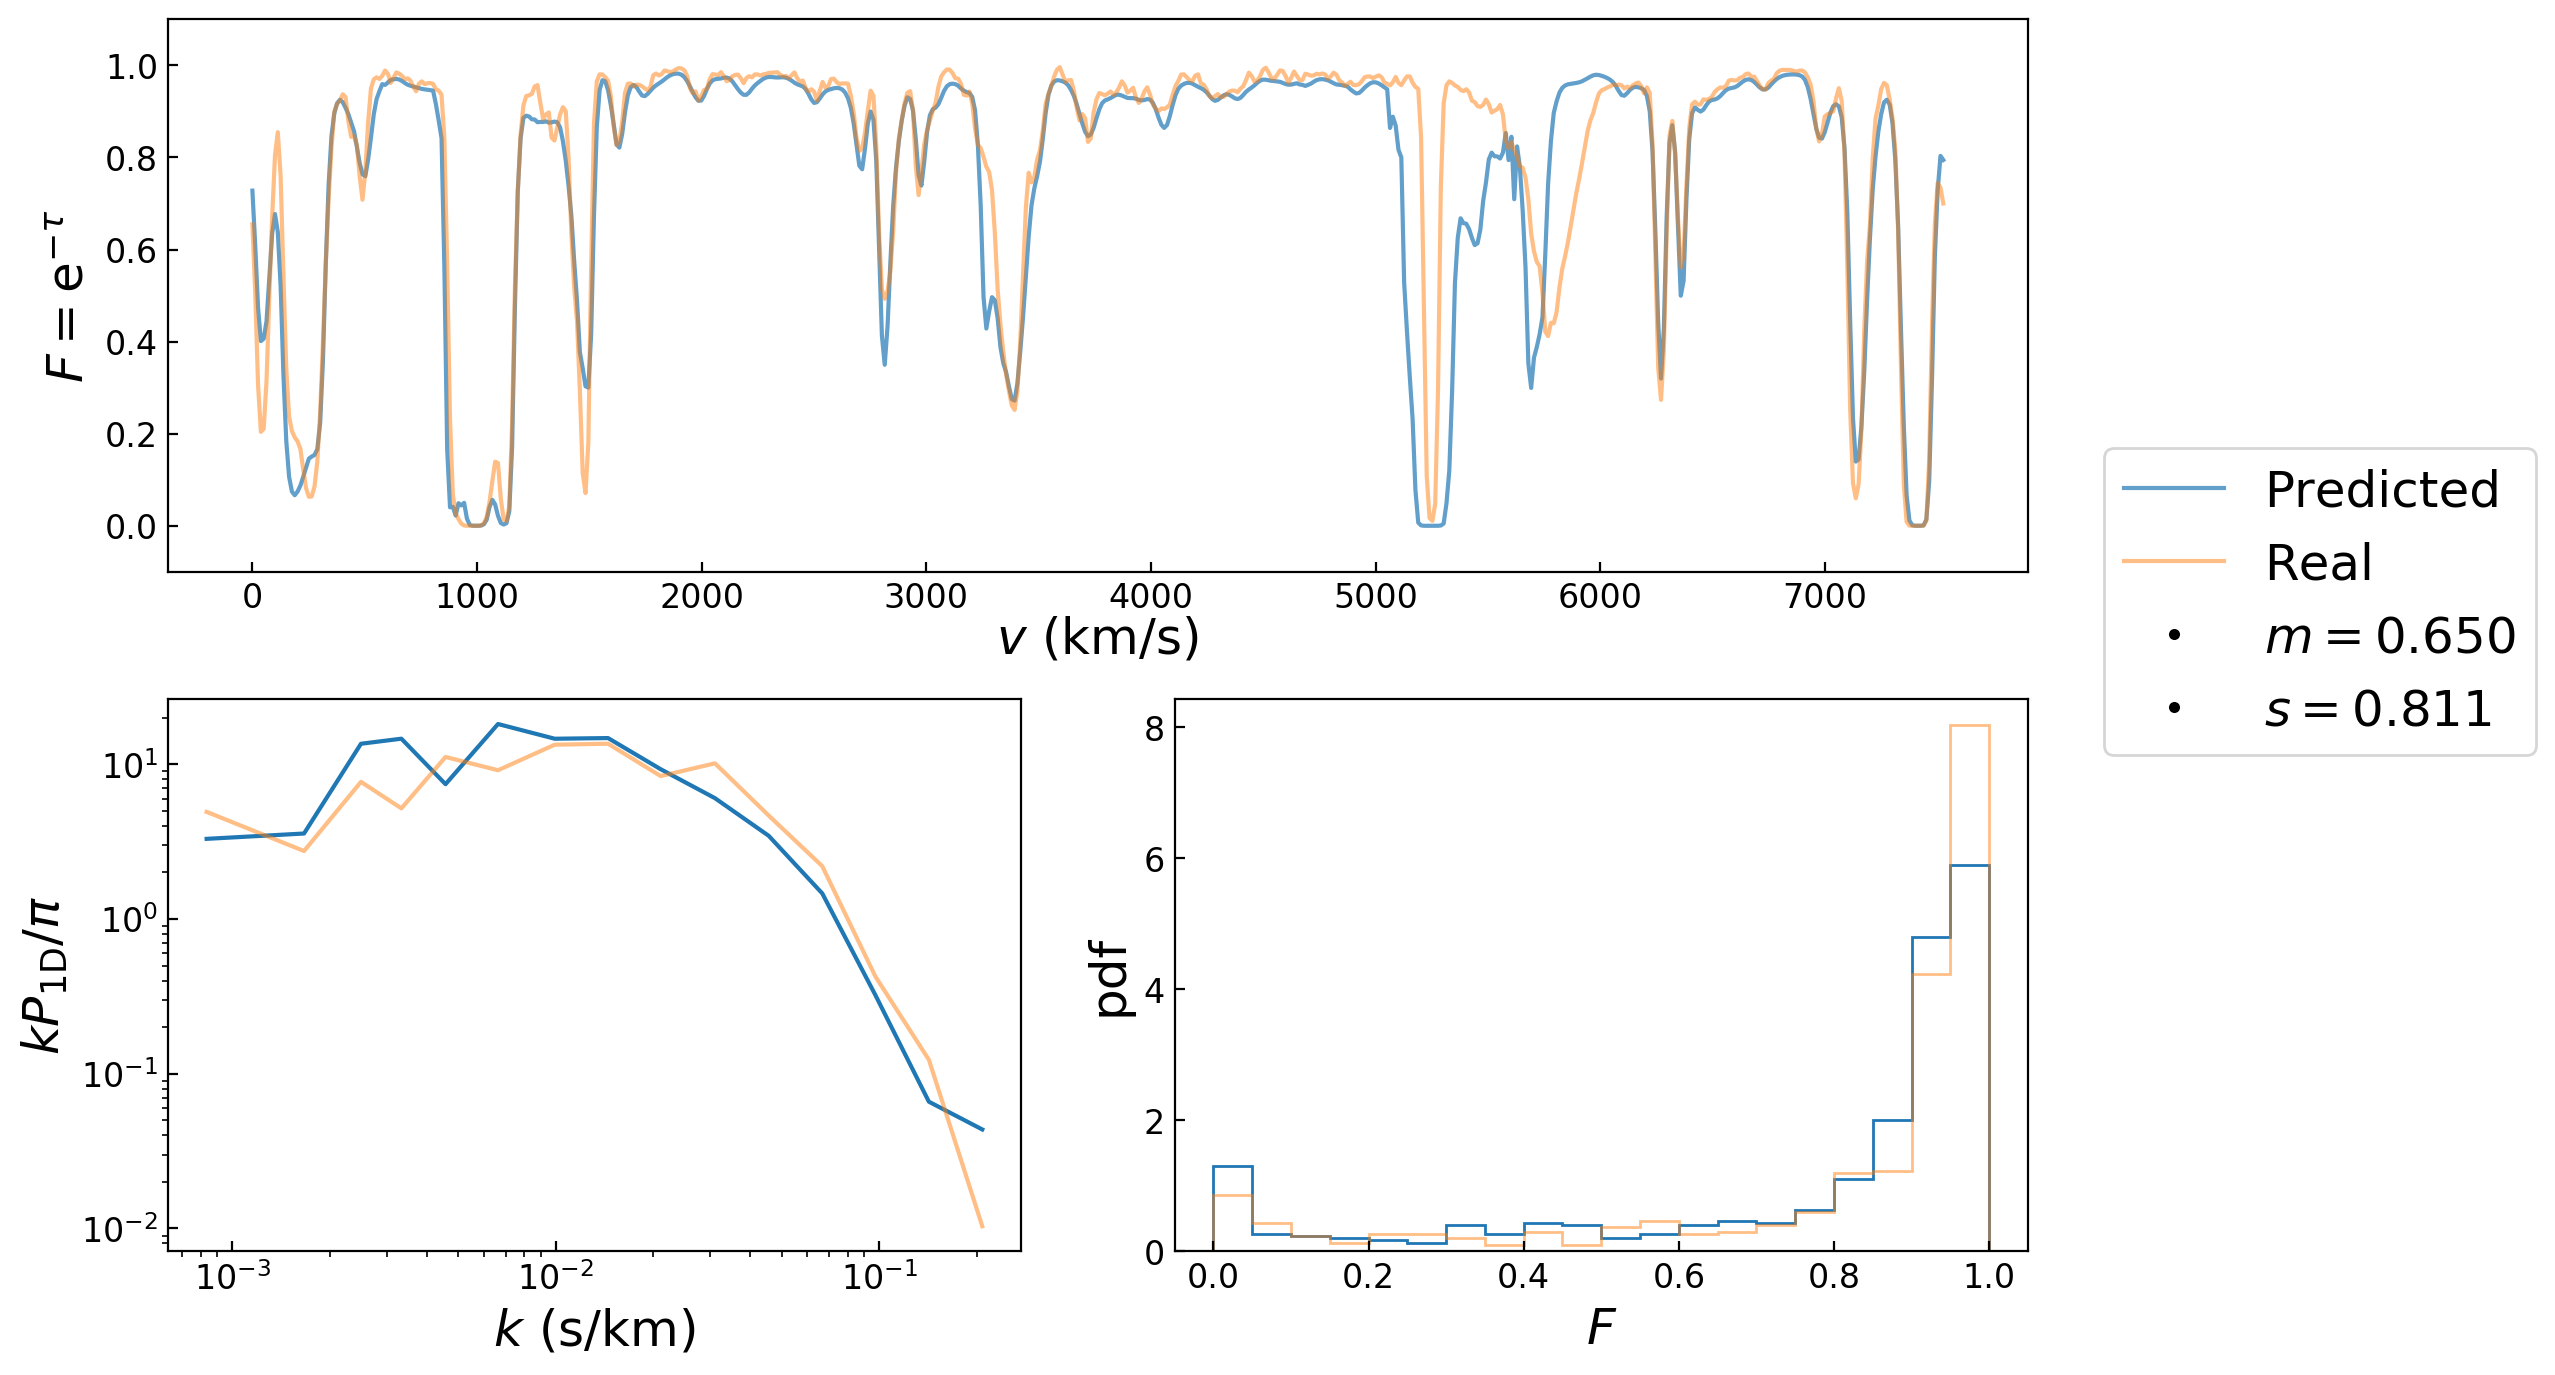 F = e^{−τ}
1.0
0.8
0.6
0.4
0.2
0.0
0 1000 2000 3000 4000 5000 6000 7000
v (km/s)
Predicted
Real
m = 0.650
s = 0.811
kP_{1D}/π
10^1
10^0
10^{−1}
10^{−2}
10^{−3} 10^{−2} 10^{−1}
k (s/km)
pdf
8
6
4
2
0
0.0 0.2 0.4 0.6 0.8 1.0
F